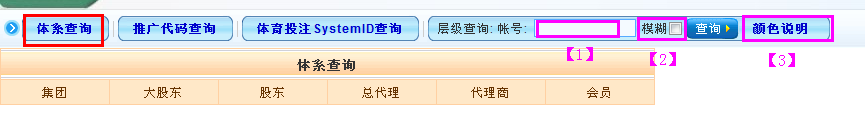 体系查询 推广代码查询 体育投注SystemID查询 层级查询: 帐号: 模糊 查询 颜色说明
【1】 【2】 【3】
体系查询
集团 大股东 股东 总代理 代理商 会员